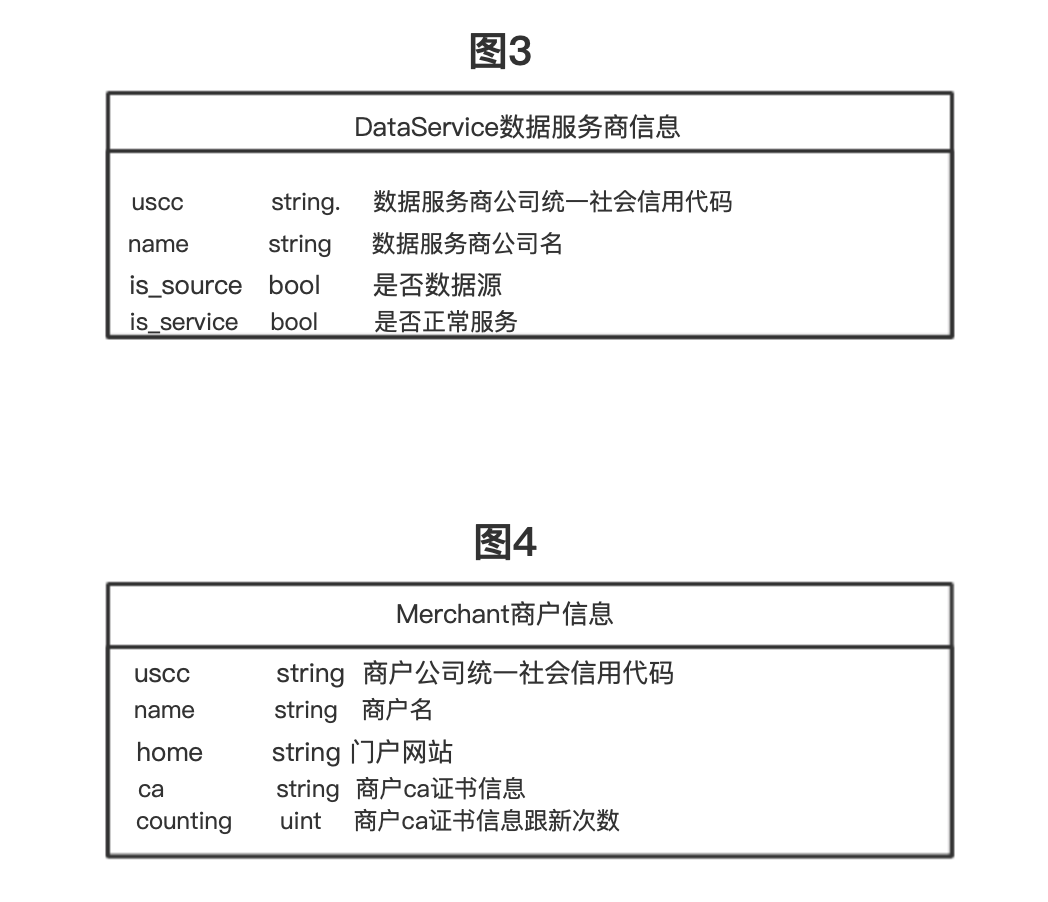 图3
DataService数据服务商信息
uscc string. 数据服务商公司统一社会信用代码
name string 数据服务商公司名
is_source bool 是否数据源
is_service bool 是否正常服务
图4
Merchant商户信息
uscc string 商户公司统一社会信用代码
name string 商户名
home string 门户网站
ca string 商户ca证书信息
counting uint 商户ca证书信息跟新次数